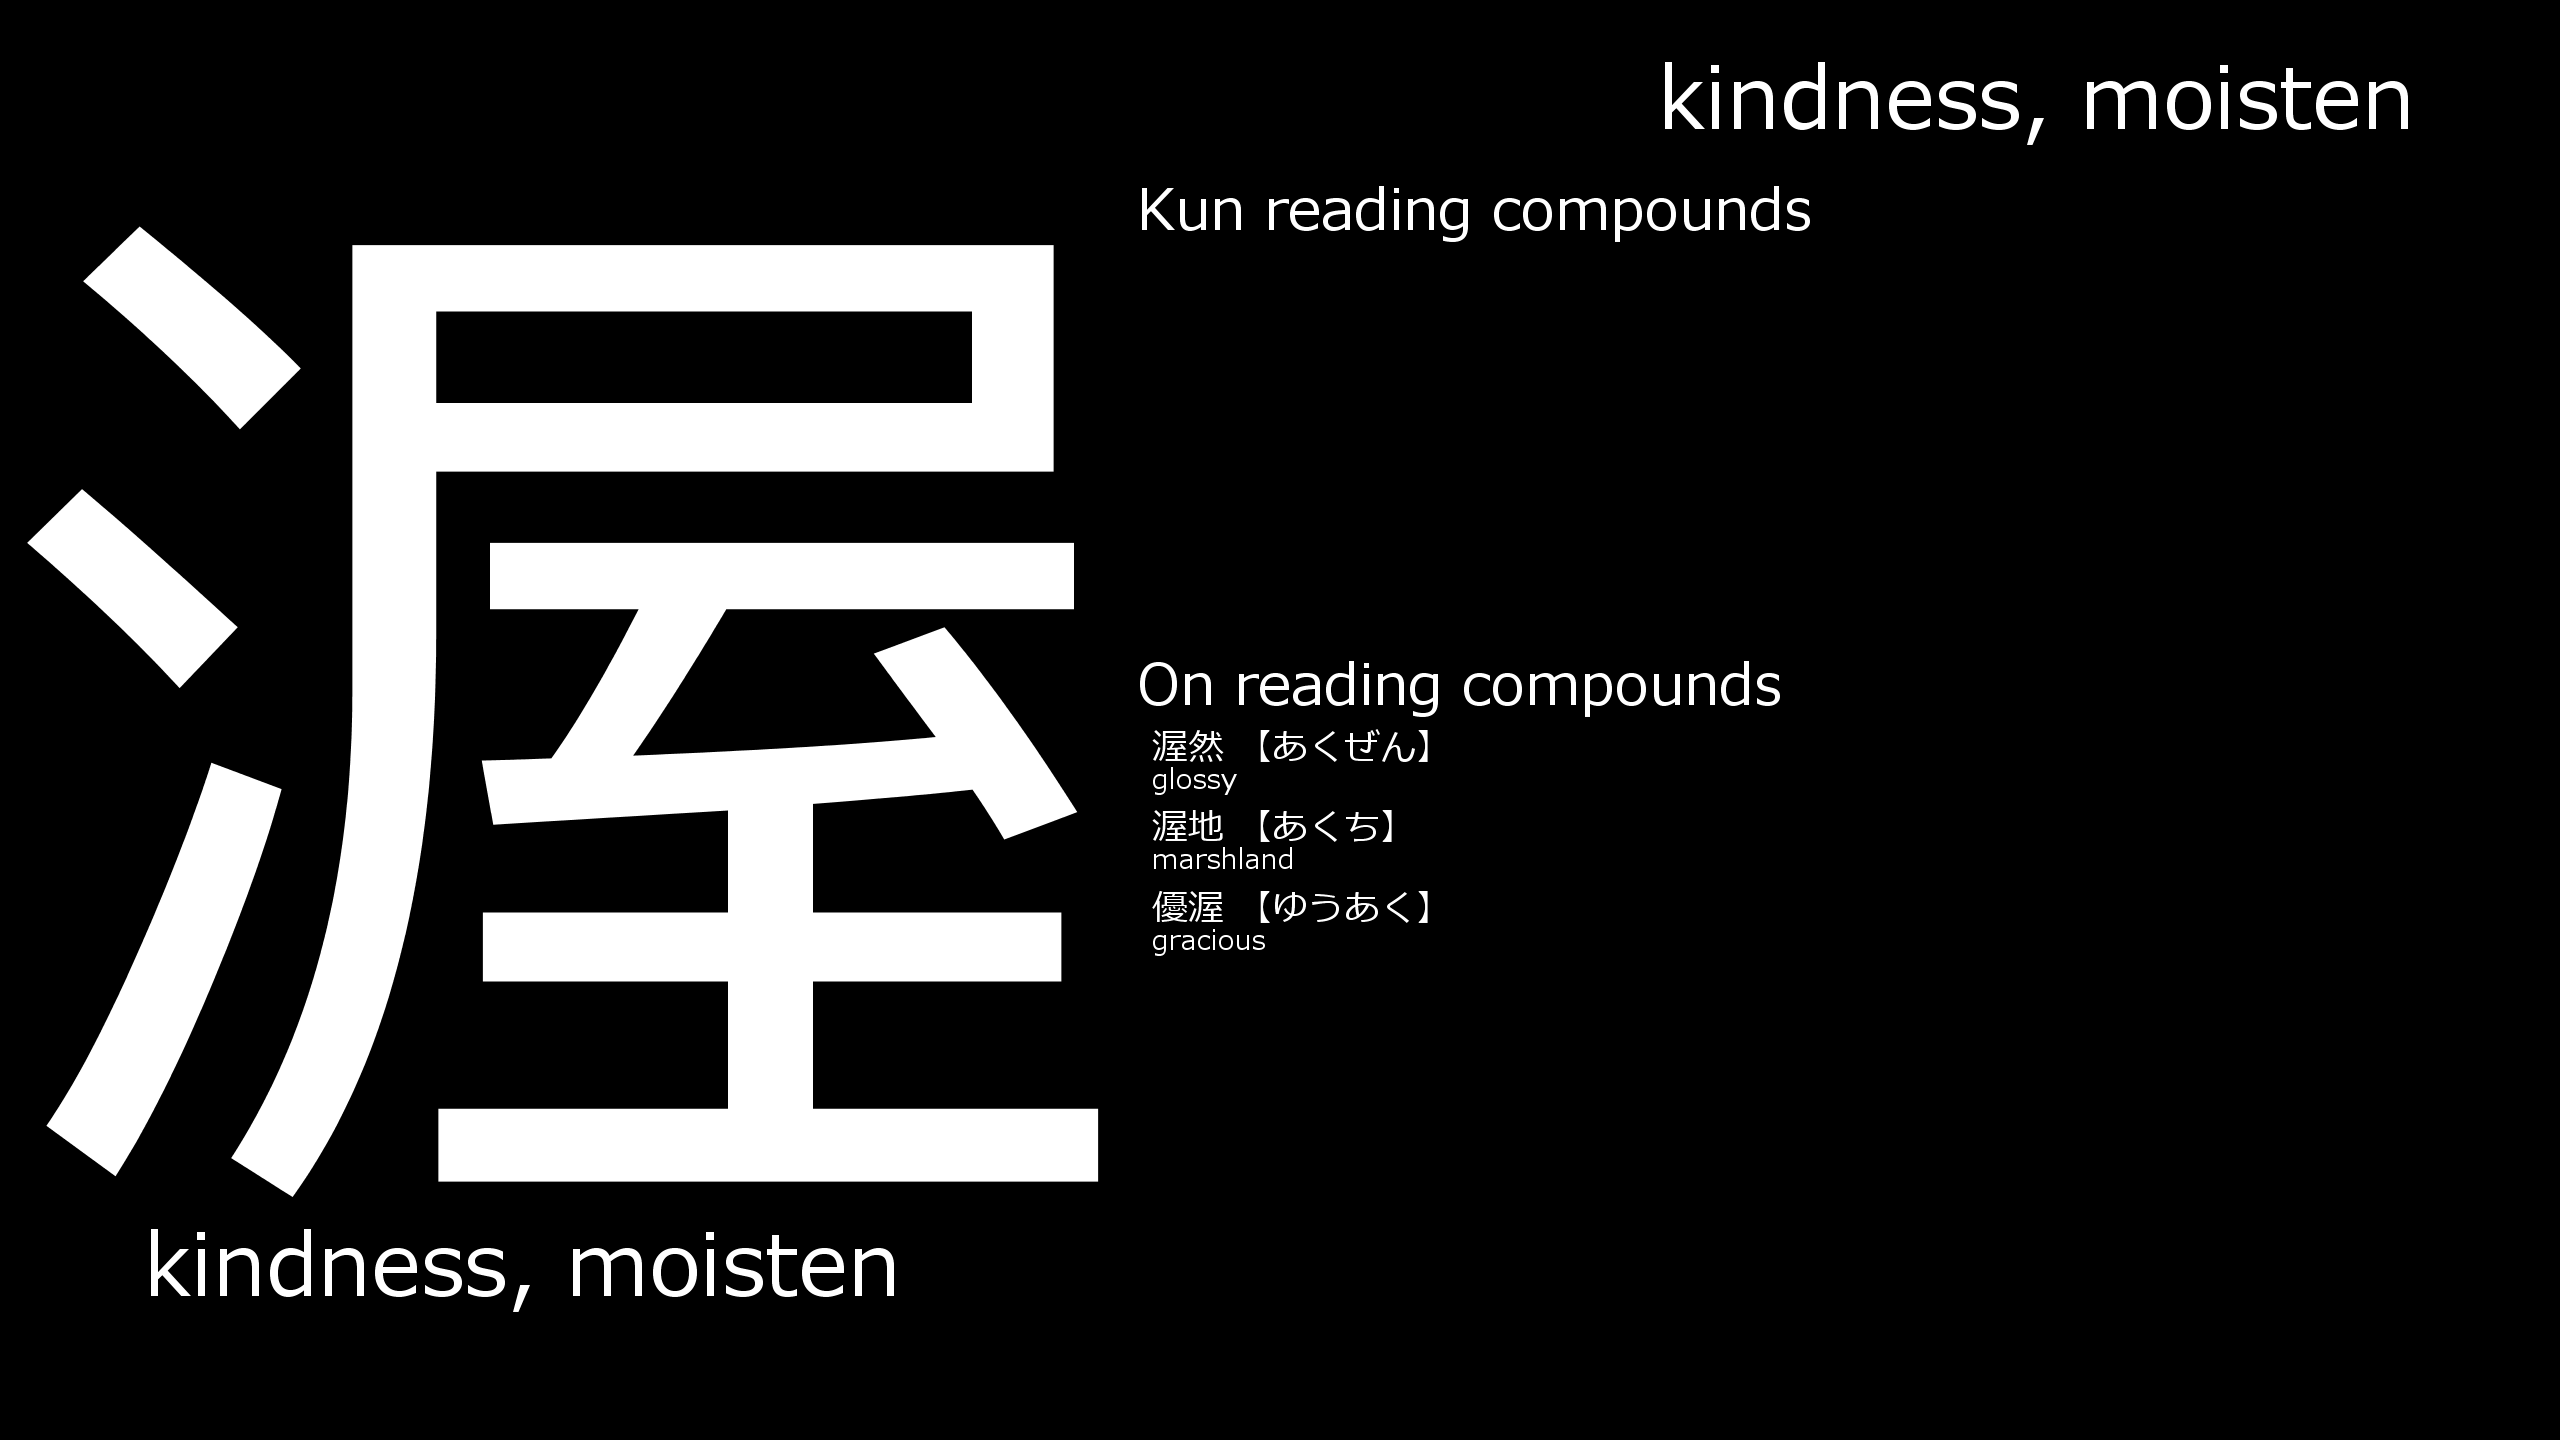 渥
kindness, moisten
kindness, moisten
Kun reading compounds
On reading compounds
渥然 【あくぜん】
glossy
渥地 【あくち】
marshland
優渥 【ゆうあく】
gracious